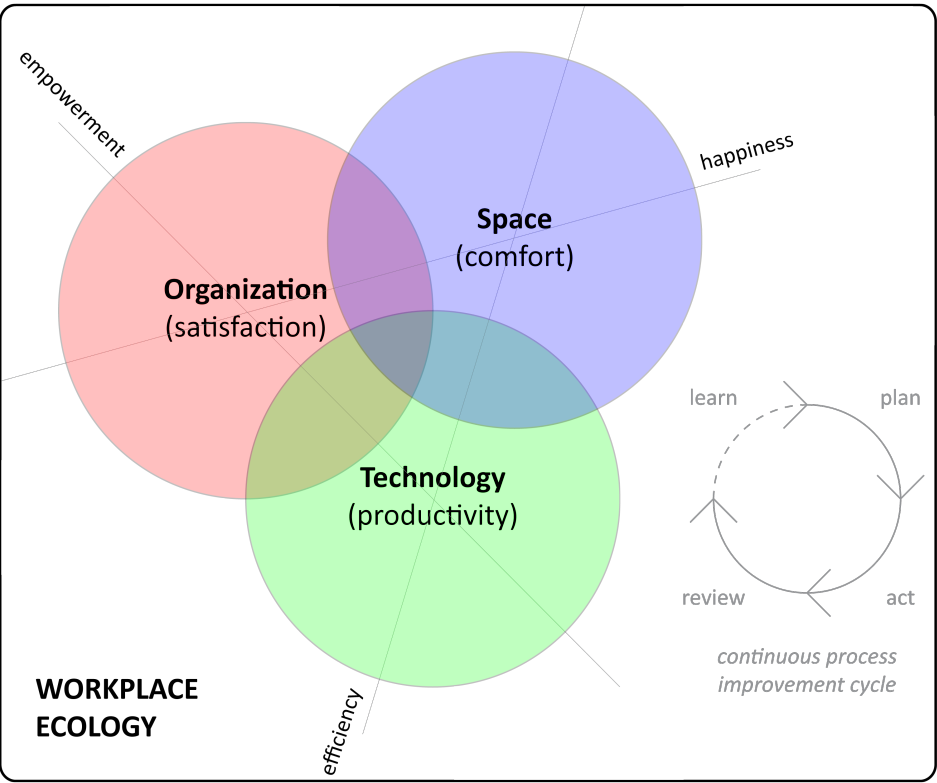 empowerment
happiness
Space
(comfort)
Organization
(satisfaction)
learn
plan
Technology
(productivity)
review
act
continuous process
improvement cycle
WORKPLACE
ECOLOGY
efficiency